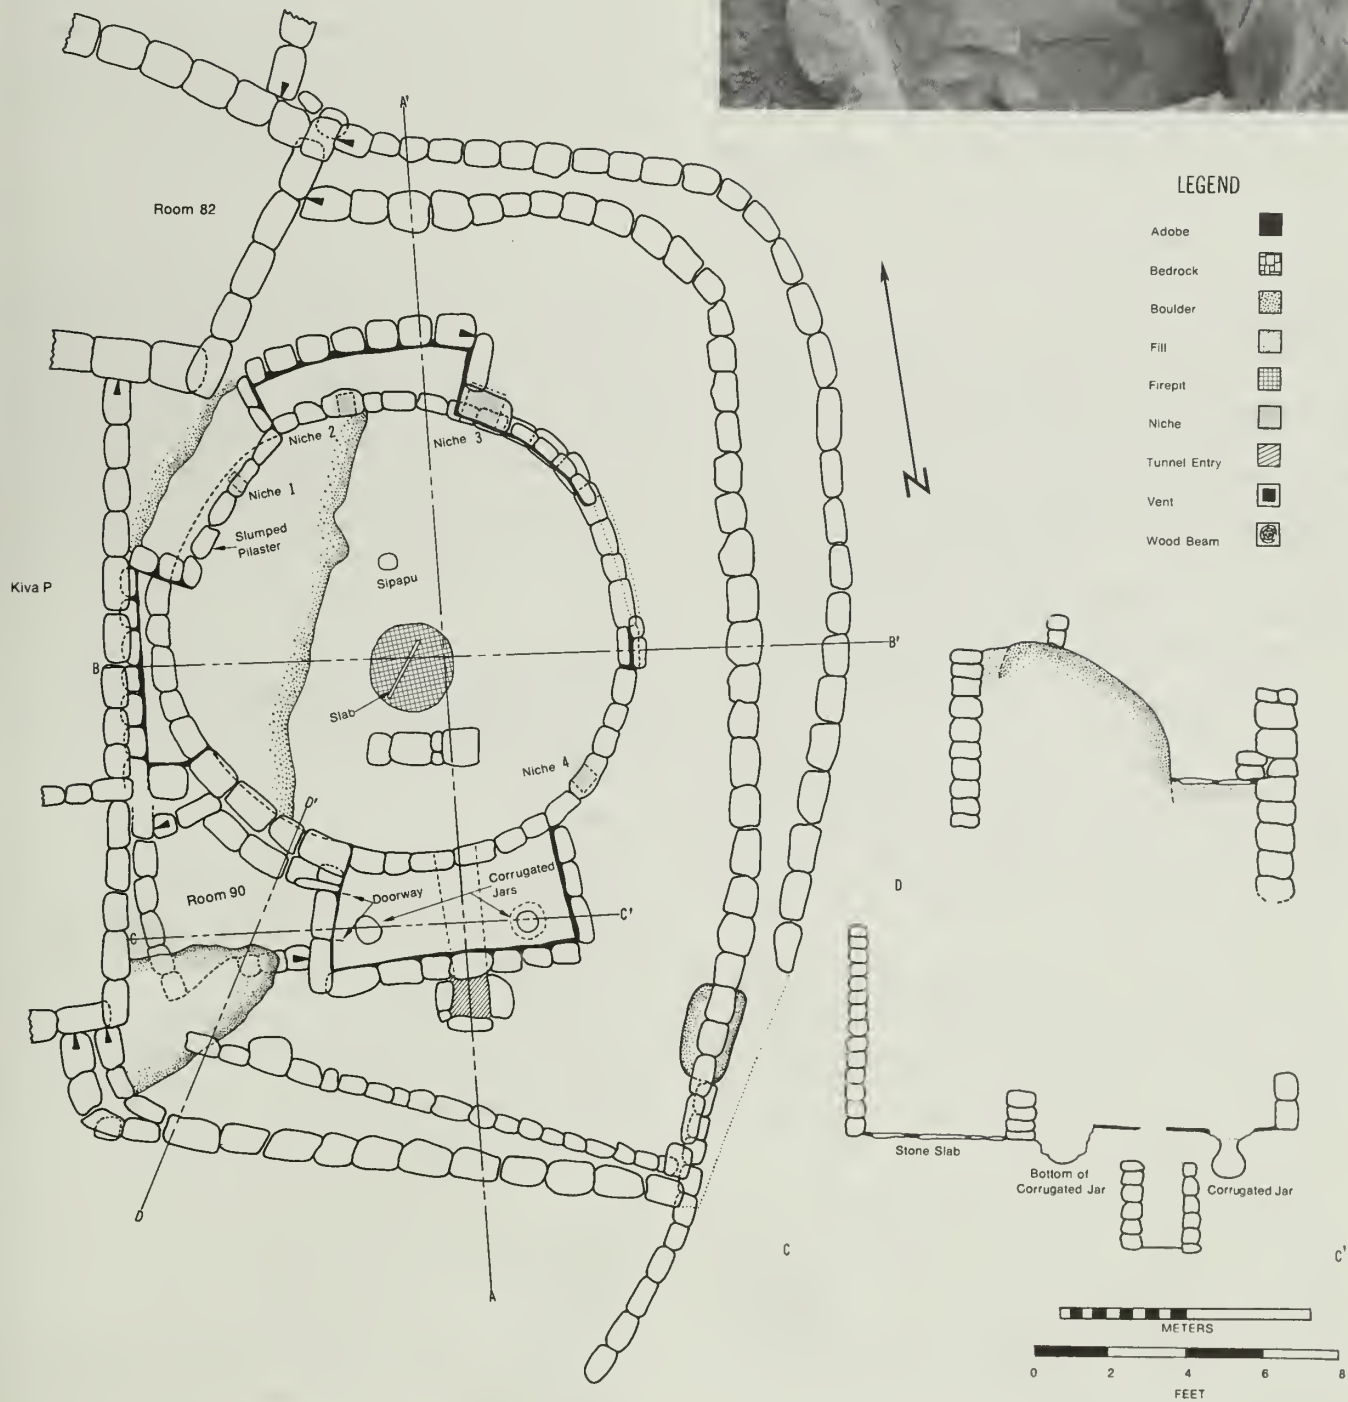 A'
Room 82
LEGEND
Adobe
Bedrock
Boulder
Fill
Firepit
Niche
Tunnel Entry
Vent
Wood Beam
N
Niche 2
Niche 3
Niche 1
Slumped
Pilaster
Sipapu
Kiva P
B
B'
Slab
Niche 4
D'
Room 90
Doorway
Corrugated
Jars
C
C'
D
A
D
Stone Slab
Bottom of
Corrugated Jar
Corrugated Jar
C
C'
METERS
0 2 4 6 8
FEET